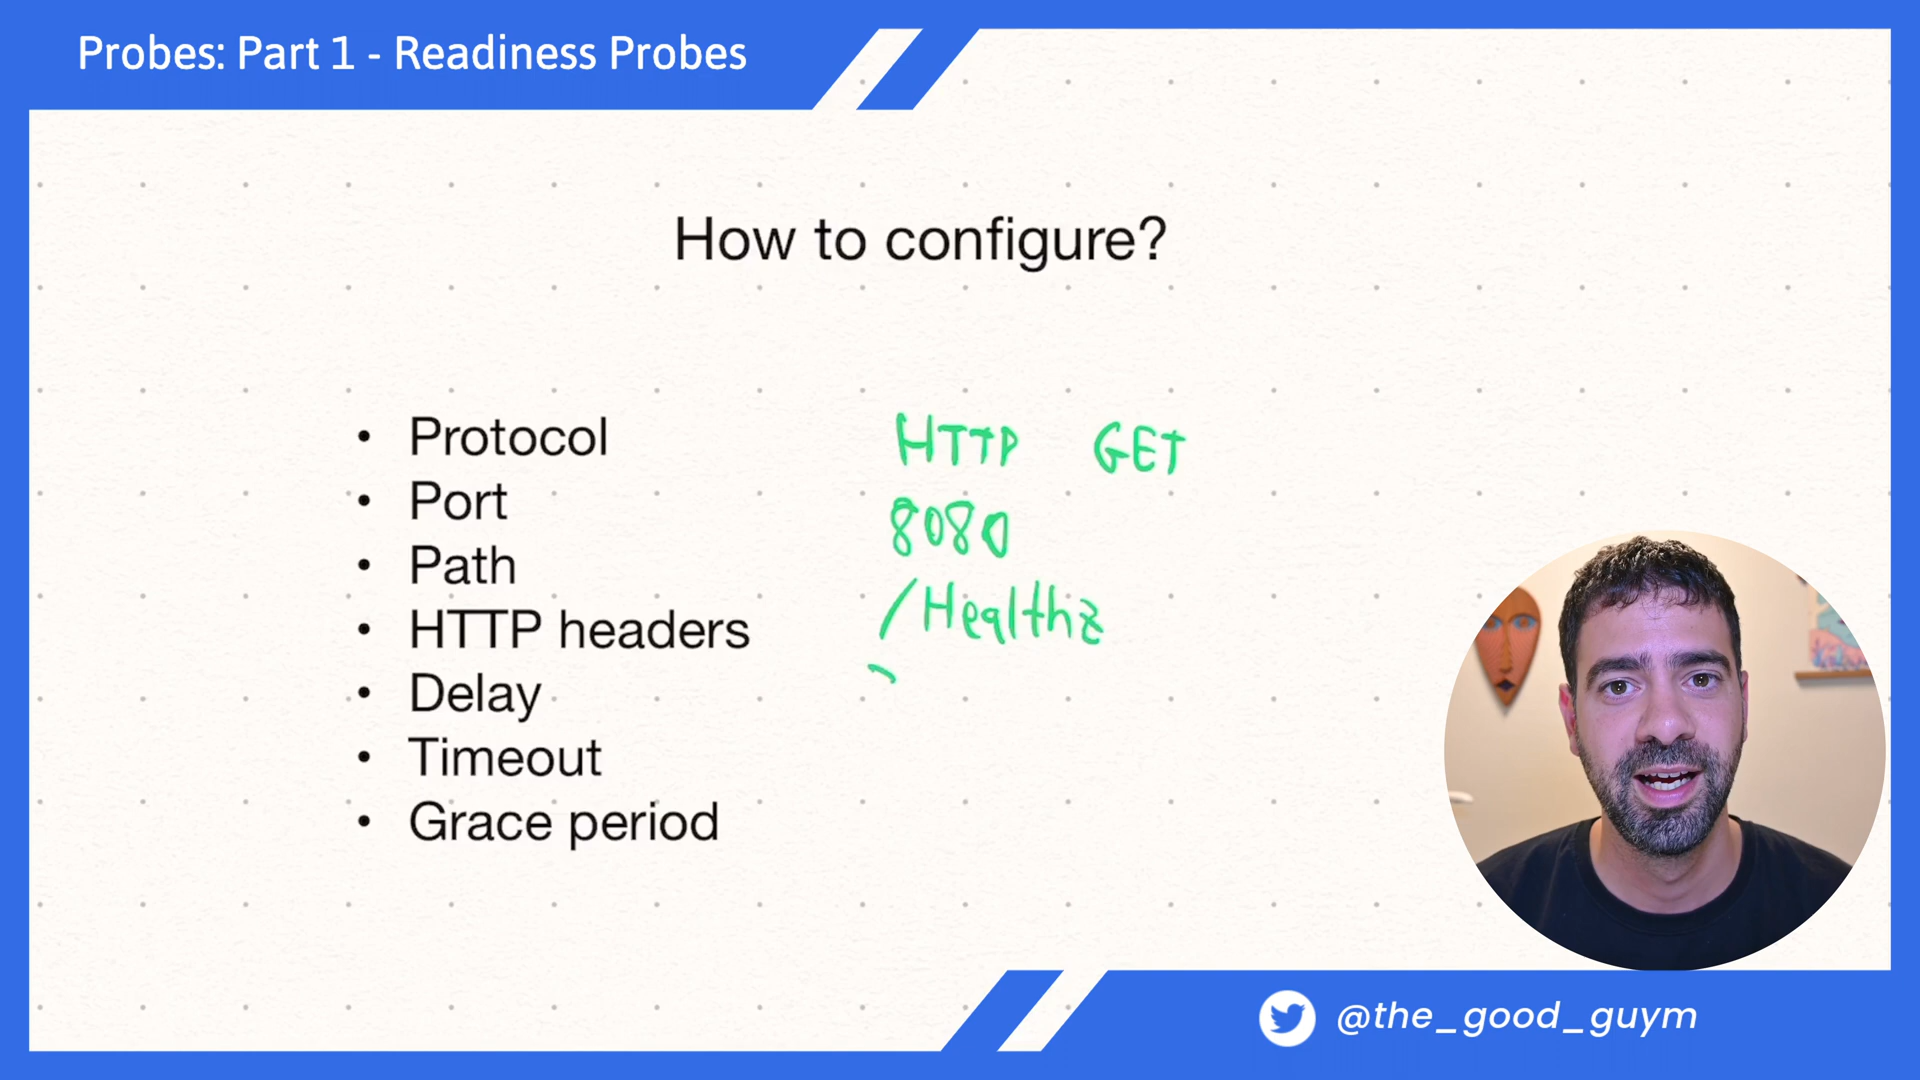 Probes: Part 1 - Readiness Probes
How to configure?
• Protocol
HTTP GET
• Port
8080
• Path
/Healthz
• HTTP headers
• Delay
• Timeout
• Grace period
@the_good_guym